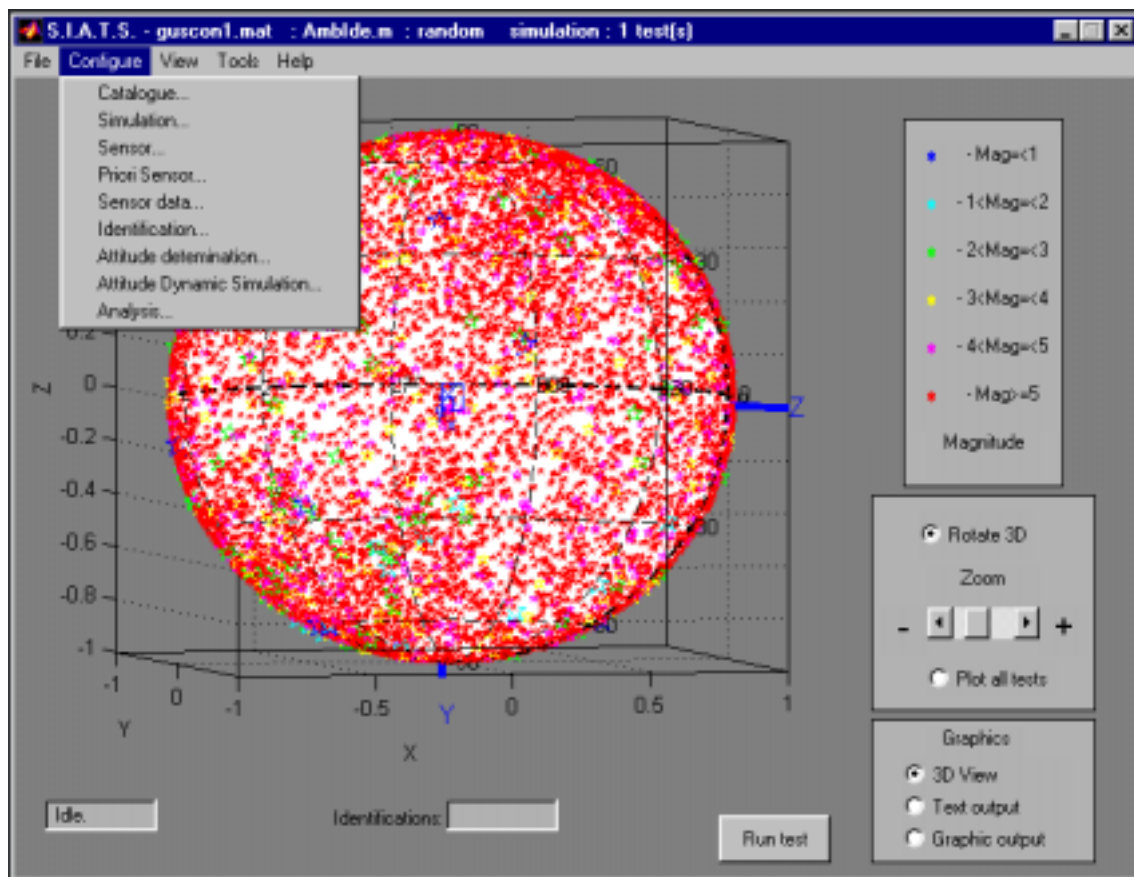 S.I.A.T.S. - guscon1.mat : AmbIde.m : random simulation : 1 test(s)
File Configure View Tools Help
Catalogue...
Simulation...
Sensor...
Priori Sensor...
Sensor data...
Identification...
Attitude detemination...
Attitude Dynamic Simulation...
Analysis...
- Mag=<1
- 1<Mag=<2
- 2<Mag=<3
- 3<Mag=<4
- 4<Mag=<5
- Mag>=5
Magnitude
0
-0.2
-0.4
-0.6
-0.8
-1
Z
Z
-1
0
Y
-1
-0.5
0
0.5
1
Y
X
Rotate 3D
Zoom
- +
Plot all tests
Graphics
3D View
Text output
Graphic output
Idle.
Identifications:
Run test